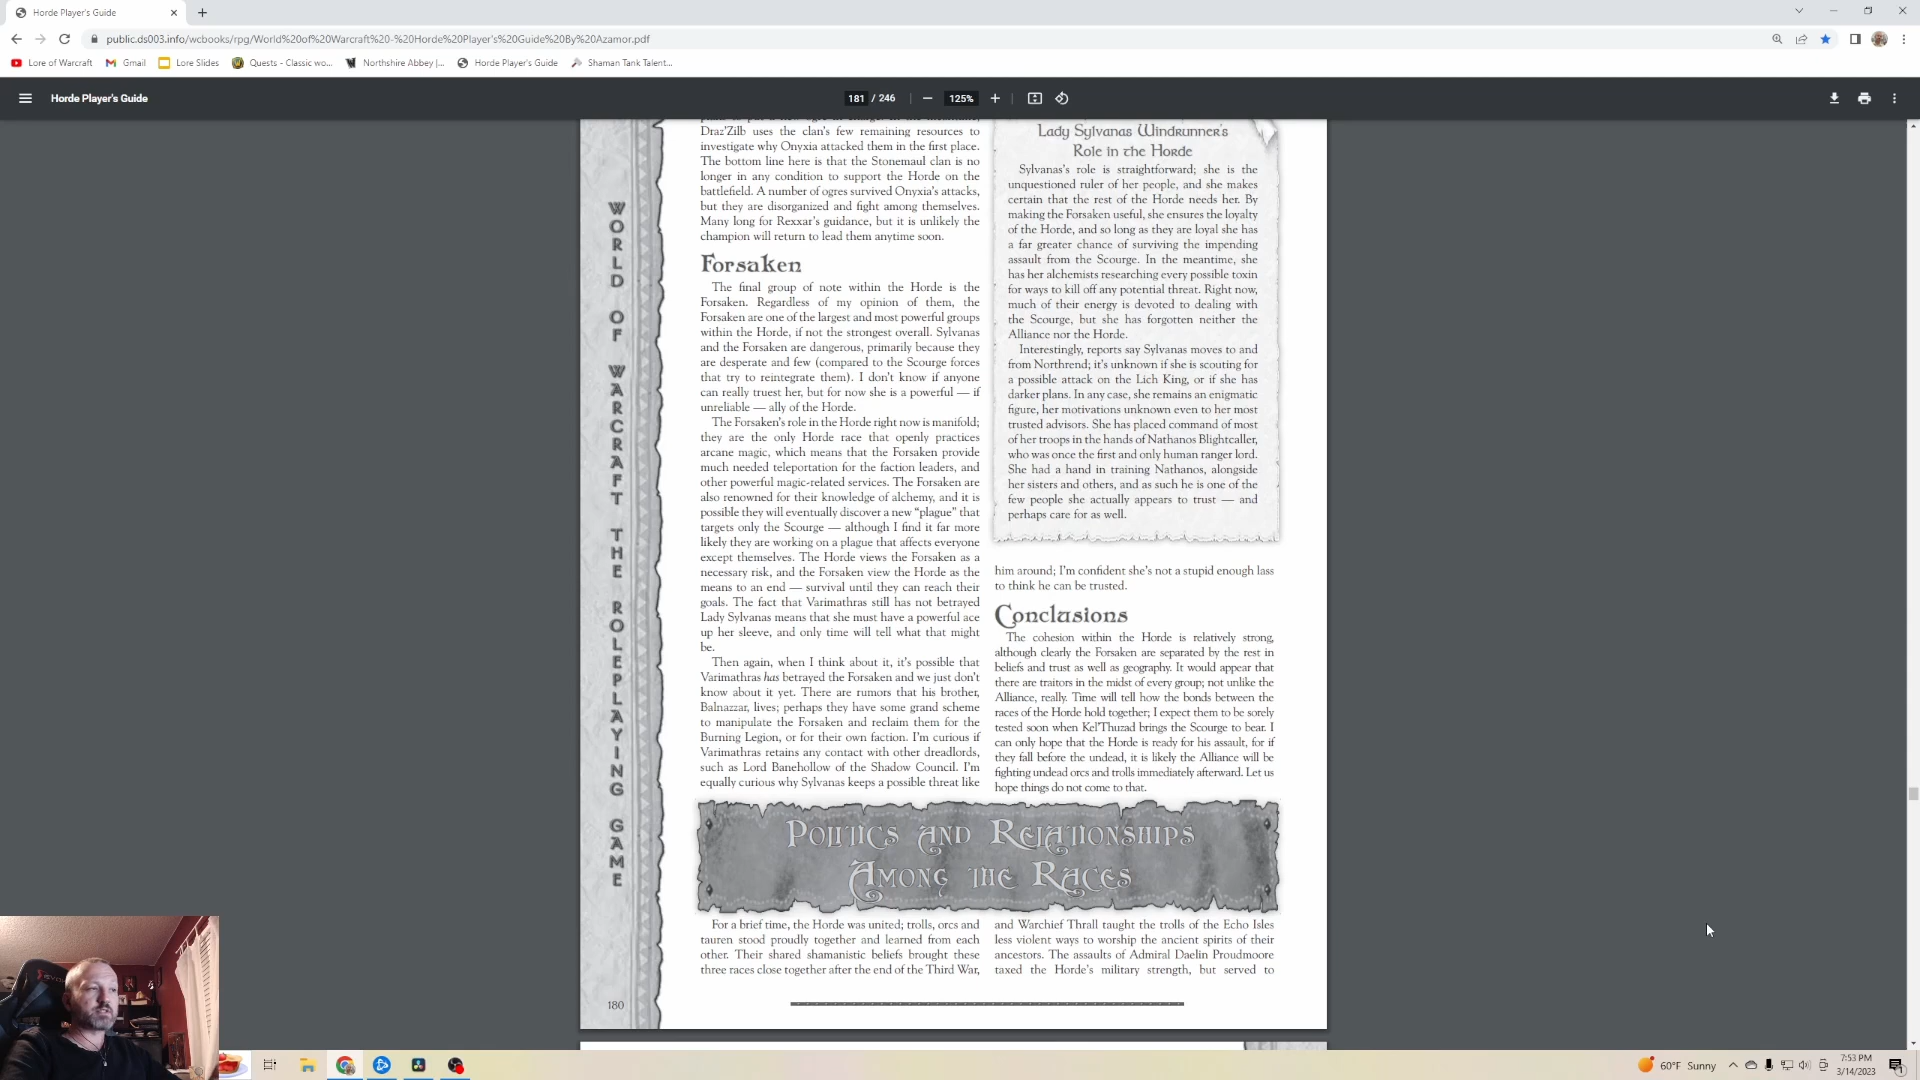 Horde Player's Guide
public.ds003.info/wcbooks/rpg/World%20of%20Warcraft%20-%20Horde%20Player's%20Guide%20By%20Azamor.pdf
Lore of Warcraft
Gmail
Lore Slides
Quests - Classic wo...
Northshire Abbey |...
Horde Player's Guide
Shaman Tank Talent...
Horde Player's Guide
181 / 246
125%
WORLD OF WARCRAFT THE ROLEPLAYING GAME
Draz'Zilb uses the clan's few remaining resources to
investigate why Onyxia attacked them in the first place.
The bottom line here is that the Stonemaul clan is no
longer in any condition to support the Horde on the
battlefield. A number of ogres survived Onyxia's attacks,
but they are disorganized and fight among themselves.
Many long for Rexxar's guidance, but it is unlikely the
champion will return to lead them anytime soon.
Forsaken
The final group of note within the Horde is the
Forsaken. Regardless of my opinion of them, the
Forsaken are one of the largest and most powerful groups
within the Horde, if not the strongest overall. Sylvanas
and the Forsaken are dangerous, primarily because they
are desperate and few (compared to the Scourge forces
that try to reintegrate them). I don't know if anyone
can really truest her, but for now she is a powerful — if
unreliable — ally of the Horde.
The Forsaken's role in the Horde right now is manifold;
they are the only Horde race that openly practices
arcane magic, which means that the Forsaken provide
much needed teleportation for the faction leaders, and
other powerful magic-related services. The Forsaken are
also renowned for their knowledge of alchemy, and it is
possible they will eventually discover a new “plague” that
targets only the Scourge — although I find it far more
likely they are working on a plague that affects everyone
except themselves. The Horde views the Forsaken as a
necessary risk, and the Forsaken view the Horde as the
means to an end — survival until they can reach their
goals. The fact that Varimathras still has not betrayed
Lady Sylvanas means that she must have a powerful ace
up her sleeve, and only time will tell what that might
be.
Then again, when I think about it, it's possible that
Varimathras has betrayed the Forsaken and we just don't
know about it yet. There are rumors that his brother,
Balnazzar, lives; perhaps they have some grand scheme
to manipulate the Forsaken and reclaim them for the
Burning Legion, or for their own faction. I'm curious if
Varimathras retains any contact with other dreadlords,
such as Lord Banehollow of the Shadow Council. I'm
equally curious why Sylvanas keeps a possible threat like
Lady Sylvanas Windrunner's
Role in the Horde
Sylvanas's role is straightforward; she is the
unquestioned ruler of her people, and she makes
certain that the rest of the Horde needs her. By
making the Forsaken useful, she ensures the loyalty
of the Horde, and so long as they are loyal she has
a far greater chance of surviving the impending
assault from the Scourge. In the meantime, she
has her alchemists researching every possible toxin
for ways to kill off any potential threat. Right now,
much of their energy is devoted to dealing with
the Scourge, but she has forgotten neither the
Alliance nor the Horde.
Interestingly, reports say Sylvanas moves to and
from Northrend; it's unknown if she is scouting for
a possible attack on the Lich King, or if she has
darker plans. In any case, she remains an enigmatic
figure, her motivations unknown even to her most
trusted advisors. She has placed command of most
of her troops in the hands of Nathanos Blightcaller,
who was once the first and only human ranger lord.
She had a hand in training Nathanos, alongside
her sisters and others, and as such he is one of the
few people she actually appears to trust — and
perhaps care for as well.
him around; I'm confident she's not a stupid enough lass
to think he can be trusted.
Conclusions
The cohesion within the Horde is relatively strong,
although clearly the Forsaken are separated by the rest in
beliefs and trust as well as geography. It would appear that
there are traitors in the midst of every group; not unlike the
Alliance, really. Time will tell how the bonds between the
races of the Horde hold together; I expect them to be sorely
tested soon when Kel'Thuzad brings the Scourge to bear. I
can only hope that the Horde is ready for his assault, for if
they fall before the undead, it is likely the Alliance will be
fighting undead orcs and trolls immediately afterward. Let us
hope things do not come to that.
Politics and Relationships
Among the Races
For a brief time, the Horde was united; trolls, orcs and
tauren stood proudly together and learned from each
other. Their shared shamanistic beliefs brought these
three races close together after the end of the Third War,
and Warchief Thrall taught the trolls of the Echo Isles
less violent ways to worship the ancient spirits of their
ancestors. The assaults of Admiral Daelin Proudmoore
taxed the Horde's military strength, but served to
180
60°F Sunny
7:53 PM
3/14/2023